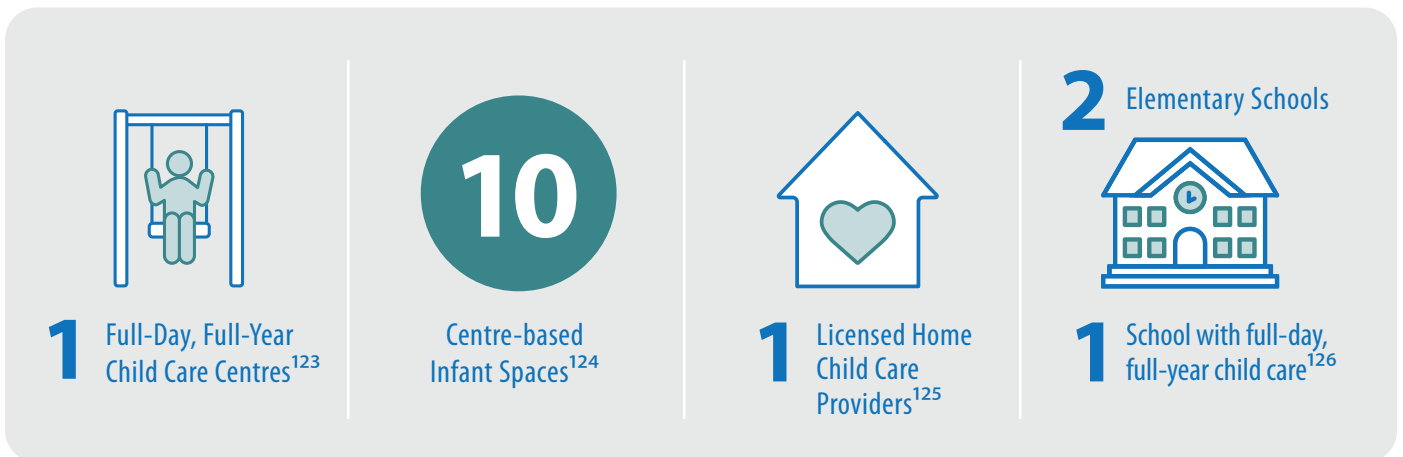 1 Full-Day, Full-Year
Child Care Centres123
10
Centre-based
Infant Spaces124
1 Licensed Home
Child Care
Providers125
2 Elementary Schools
1 School with full-day,
full-year child care126